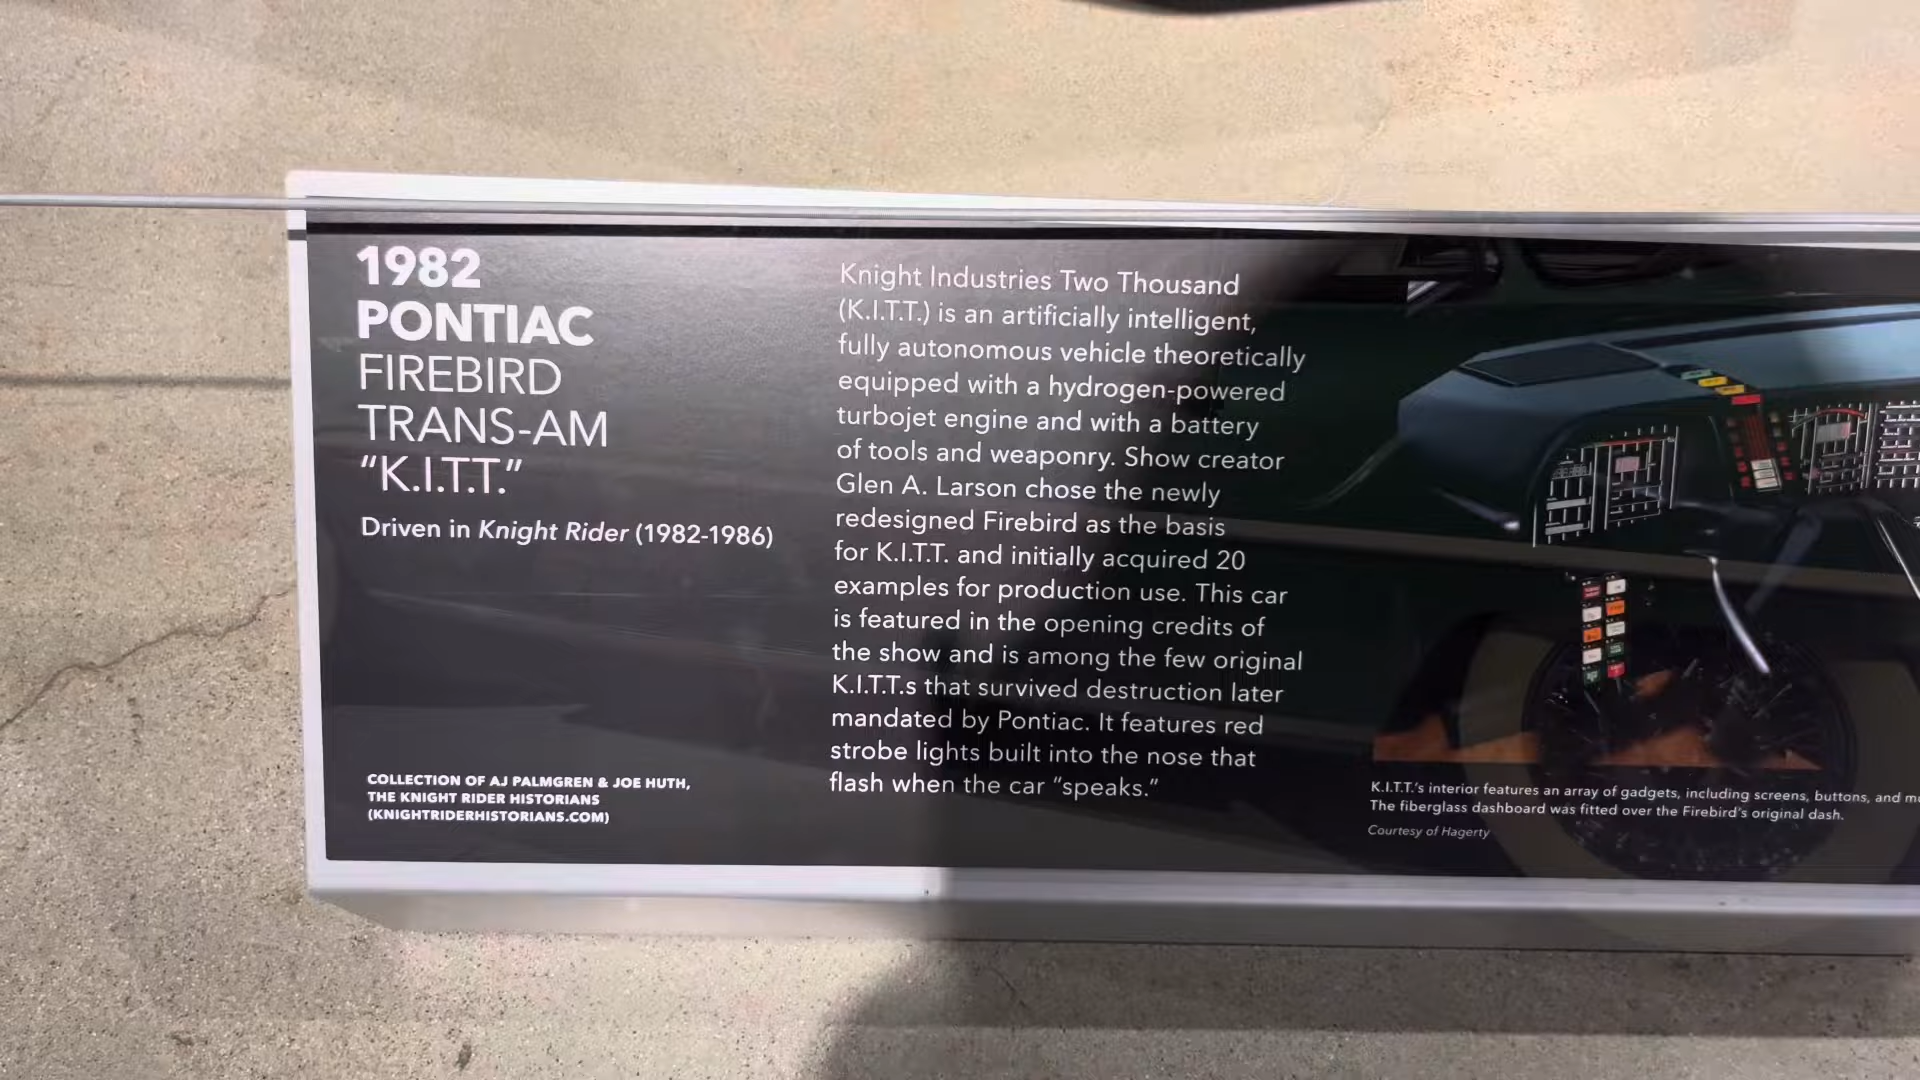 1982
PONTIAC
FIREBIRD
TRANS-AM
“K.I.T.T.”
Driven in Knight Rider (1982-1986)
COLLECTION OF AJ PALMGREN & JOE HUTH,
THE KNIGHT RIDER HISTORIANS
(KNIGHTRIDERHISTORIANS.COM)
Knight Industries Two Thousand
(K.I.T.T.) is an artificially intelligent,
fully autonomous vehicle theoretically
equipped with a hydrogen-powered
turbojet engine and with a battery
of tools and weaponry. Show creator
Glen A. Larson chose the newly
redesigned Firebird as the basis
for K.I.T.T. and initially acquired 20
examples for production use. This car
is featured in the opening credits of
the show and is among the few original
K.I.T.T.s that survived destruction later
mandated by Pontiac. It features red
strobe lights built into the nose that
flash when the car “speaks.”
K.I.T.T.’s interior features an array of gadgets, including screens, buttons, and
The fiberglass dashboard was fitted over the Firebird’s original dash.
Courtesy of Hagerty